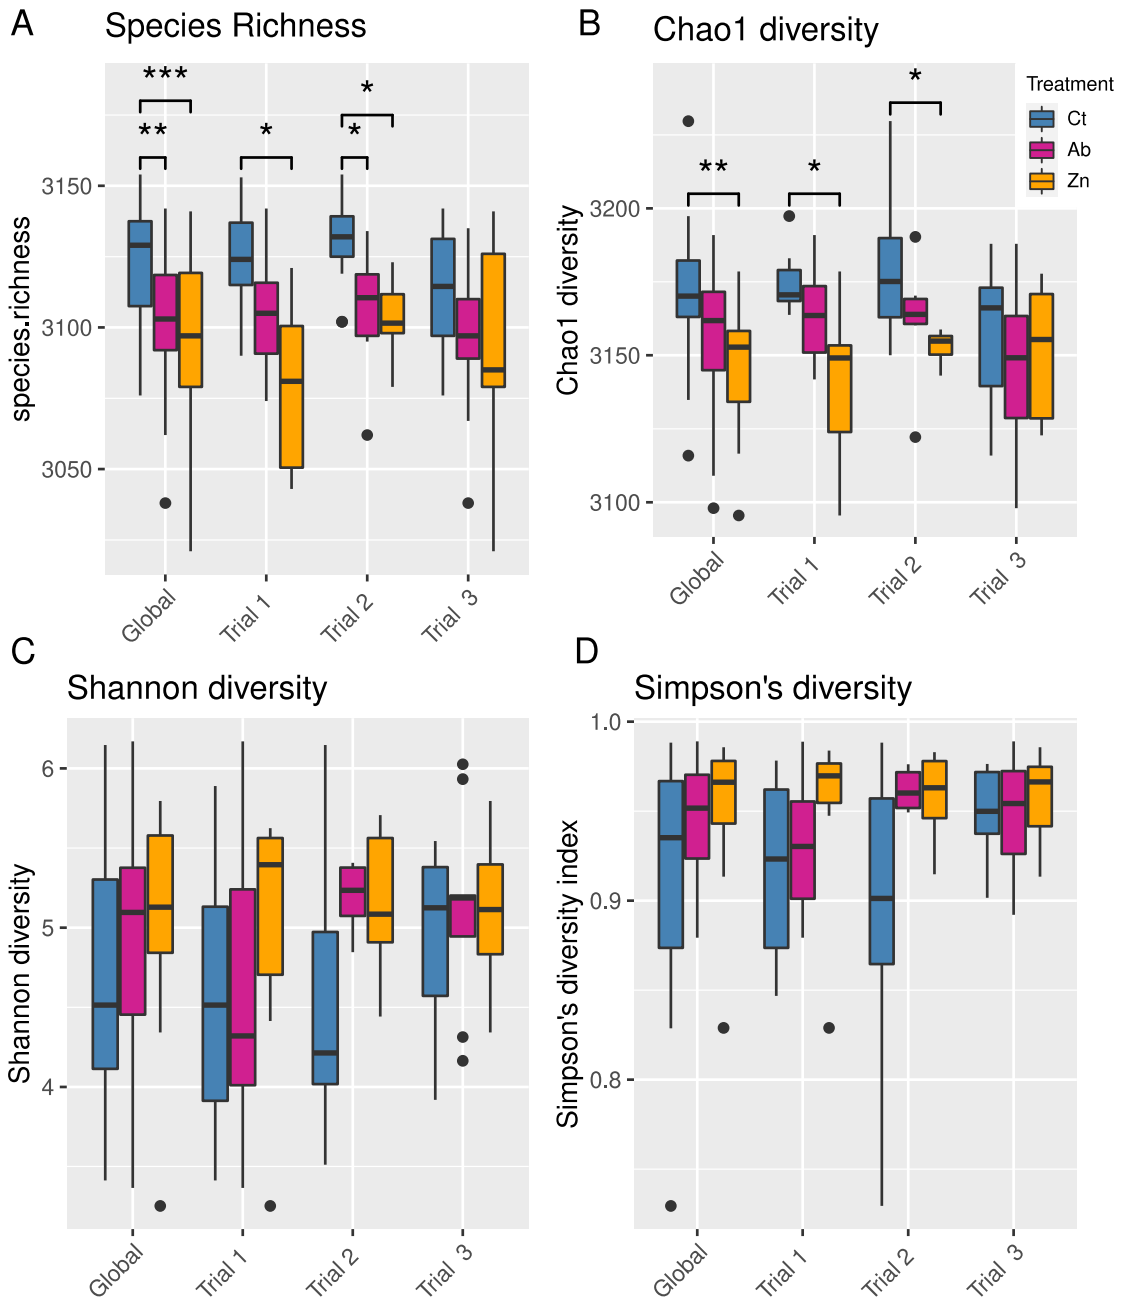 A
Species Richness
***
**
*
*
*
3150
3100
3050
species.richness
Global
Trial 1
Trial 2
Trial 3
B
Chao1 diversity
**
*
*
Treatment
Ct
Ab
Zn
3200
3150
3100
Chao1 diversity
Global
Trial 1
Trial 2
Trial 3
C
Shannon diversity
6
5
4
Shannon diversity
Global
Trial 1
Trial 2
Trial 3
D
Simpson's diversity
1.0
0.9
0.8
Simpson's diversity index
Global
Trial 1
Trial 2
Trial 3